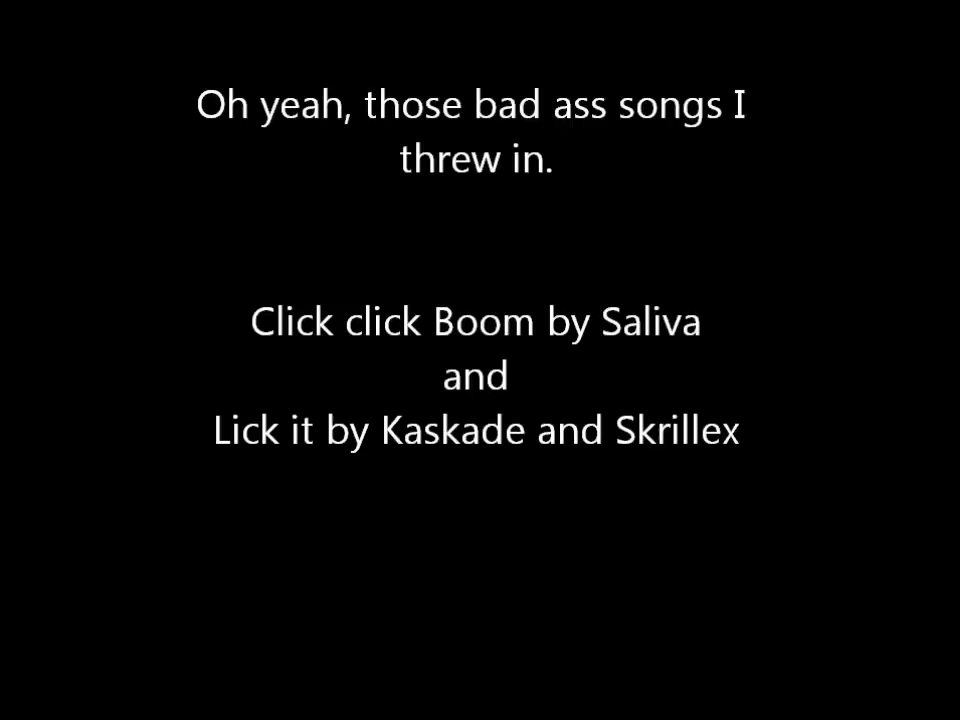 Oh yeah, those bad ass songs I
threw in.
Click click Boom by Saliva
and
Lick it by Kaskade and Skrillex